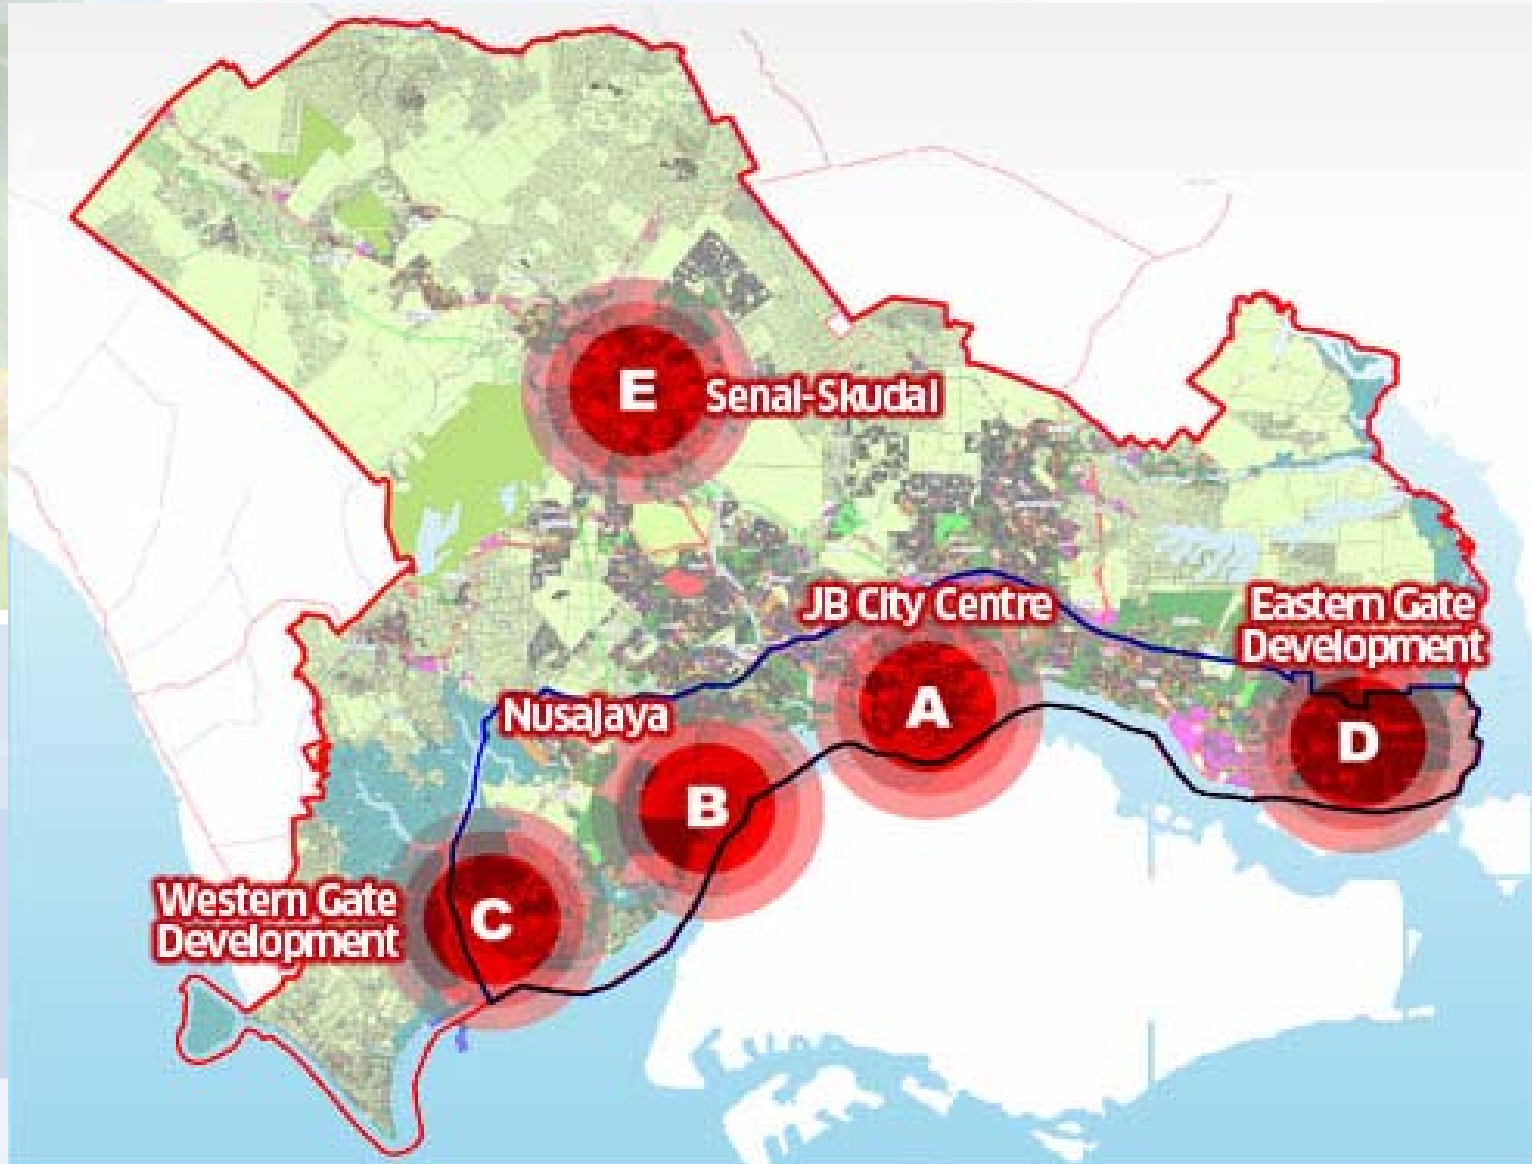 E
Senai-Skudai
JB City Centre
Eastern Gate
Development
A
Nusajaya
D
B
Western Gate
Development
C